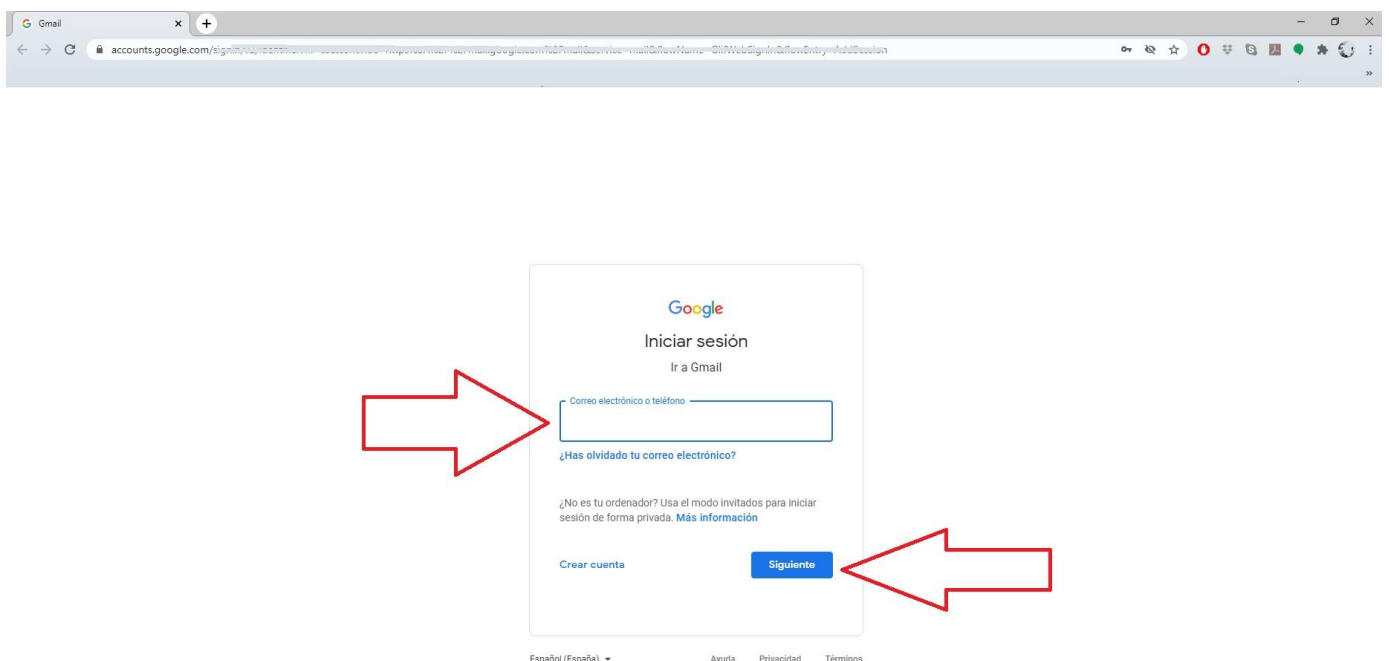 Gmail
accounts.google.com/
Google
Iniciar sesión
Ir a Gmail
Correo electrónico o teléfono
¿Has olvidado tu correo electrónico?
¿No es tu ordenador? Usa el modo invitados para iniciar
sesión de forma privada. Más información
Crear cuenta Siguiente
Español (España) Ayuda Privacidad Términos